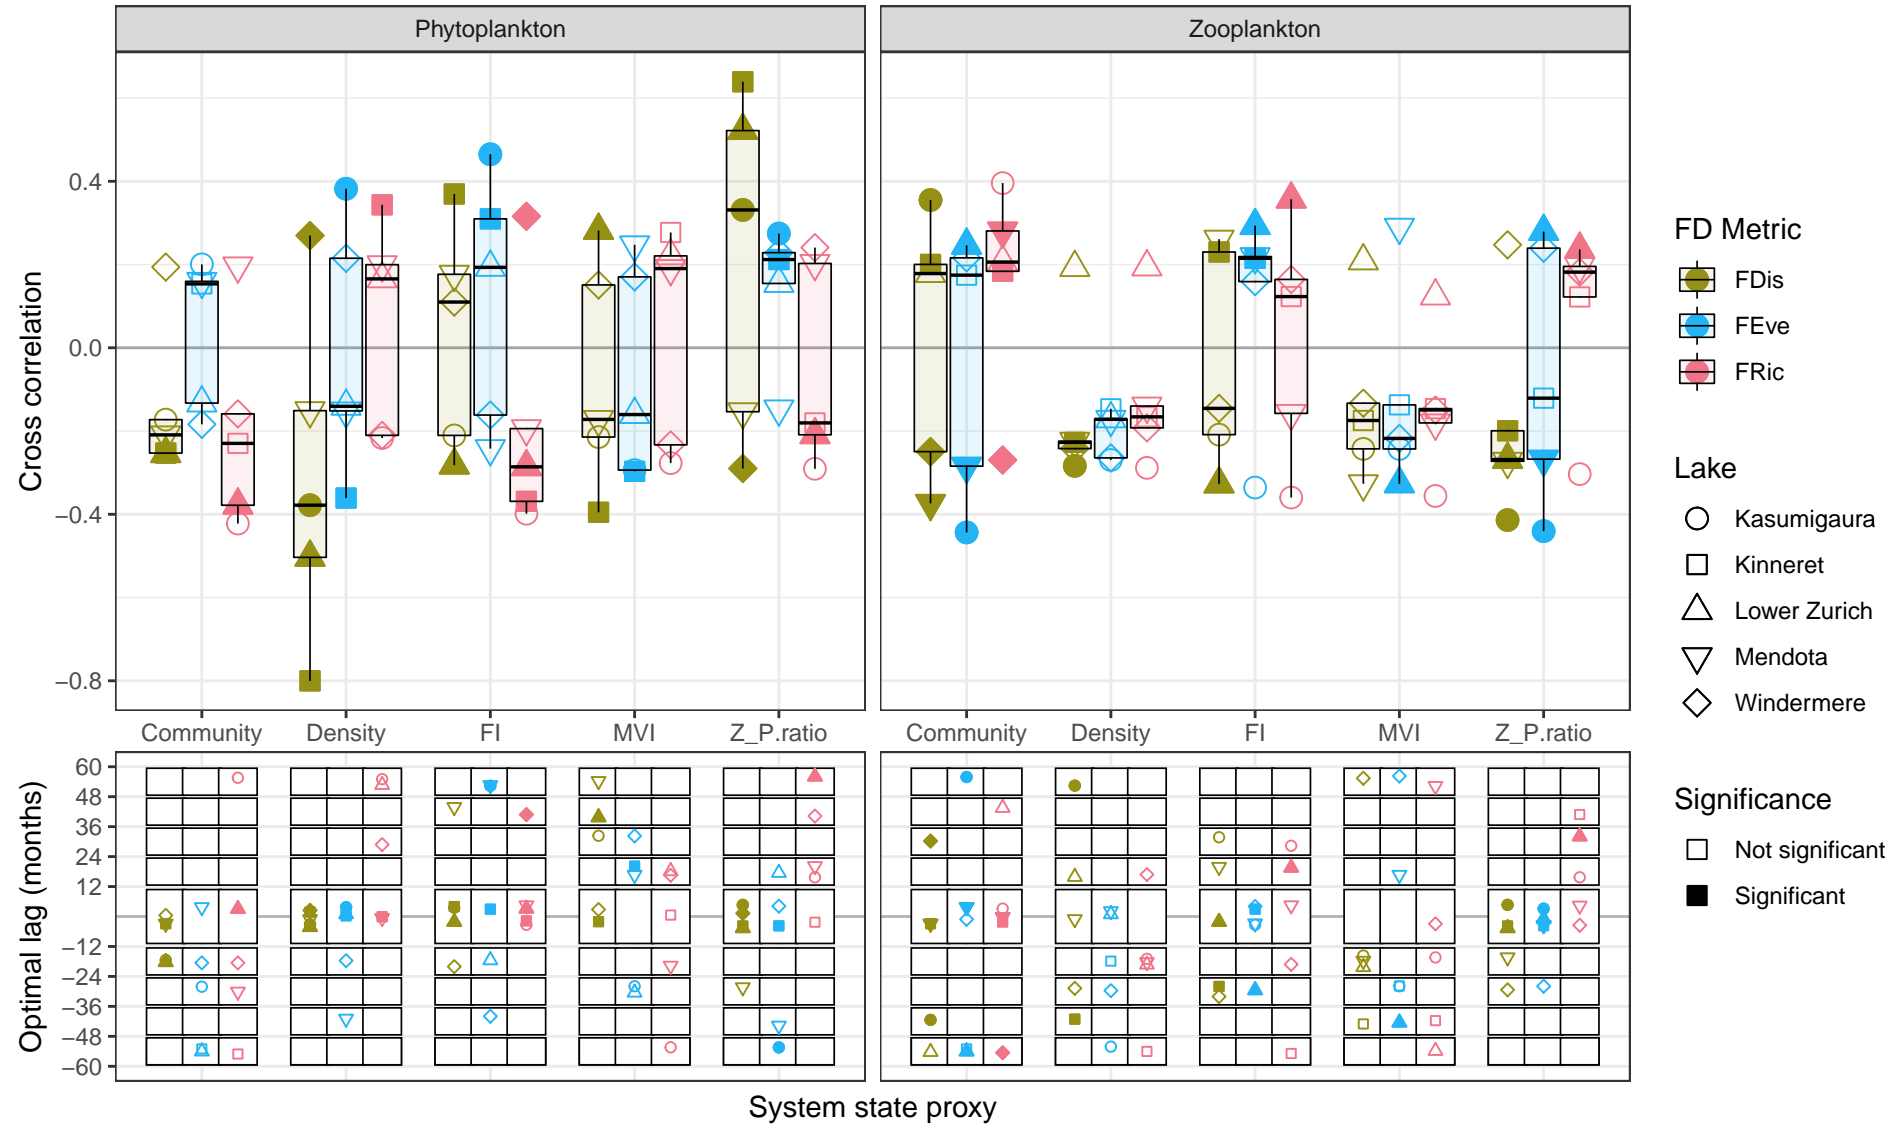 Phytoplankton
Zooplankton
Cross correlation
0.4
0.0
−0.4
−0.8
Community Density FI MVI Z_P.ratio
Community Density FI MVI Z_P.ratio
Optimal lag (months)
60
48
36
24
12
−12
−24
−36
−48
−60
System state proxy
FD Metric
FDis
FEve
FRic
Lake
Kasumigaura
Kinneret
Lower Zurich
Mendota
Windermere
Significance
Not significant
Significant